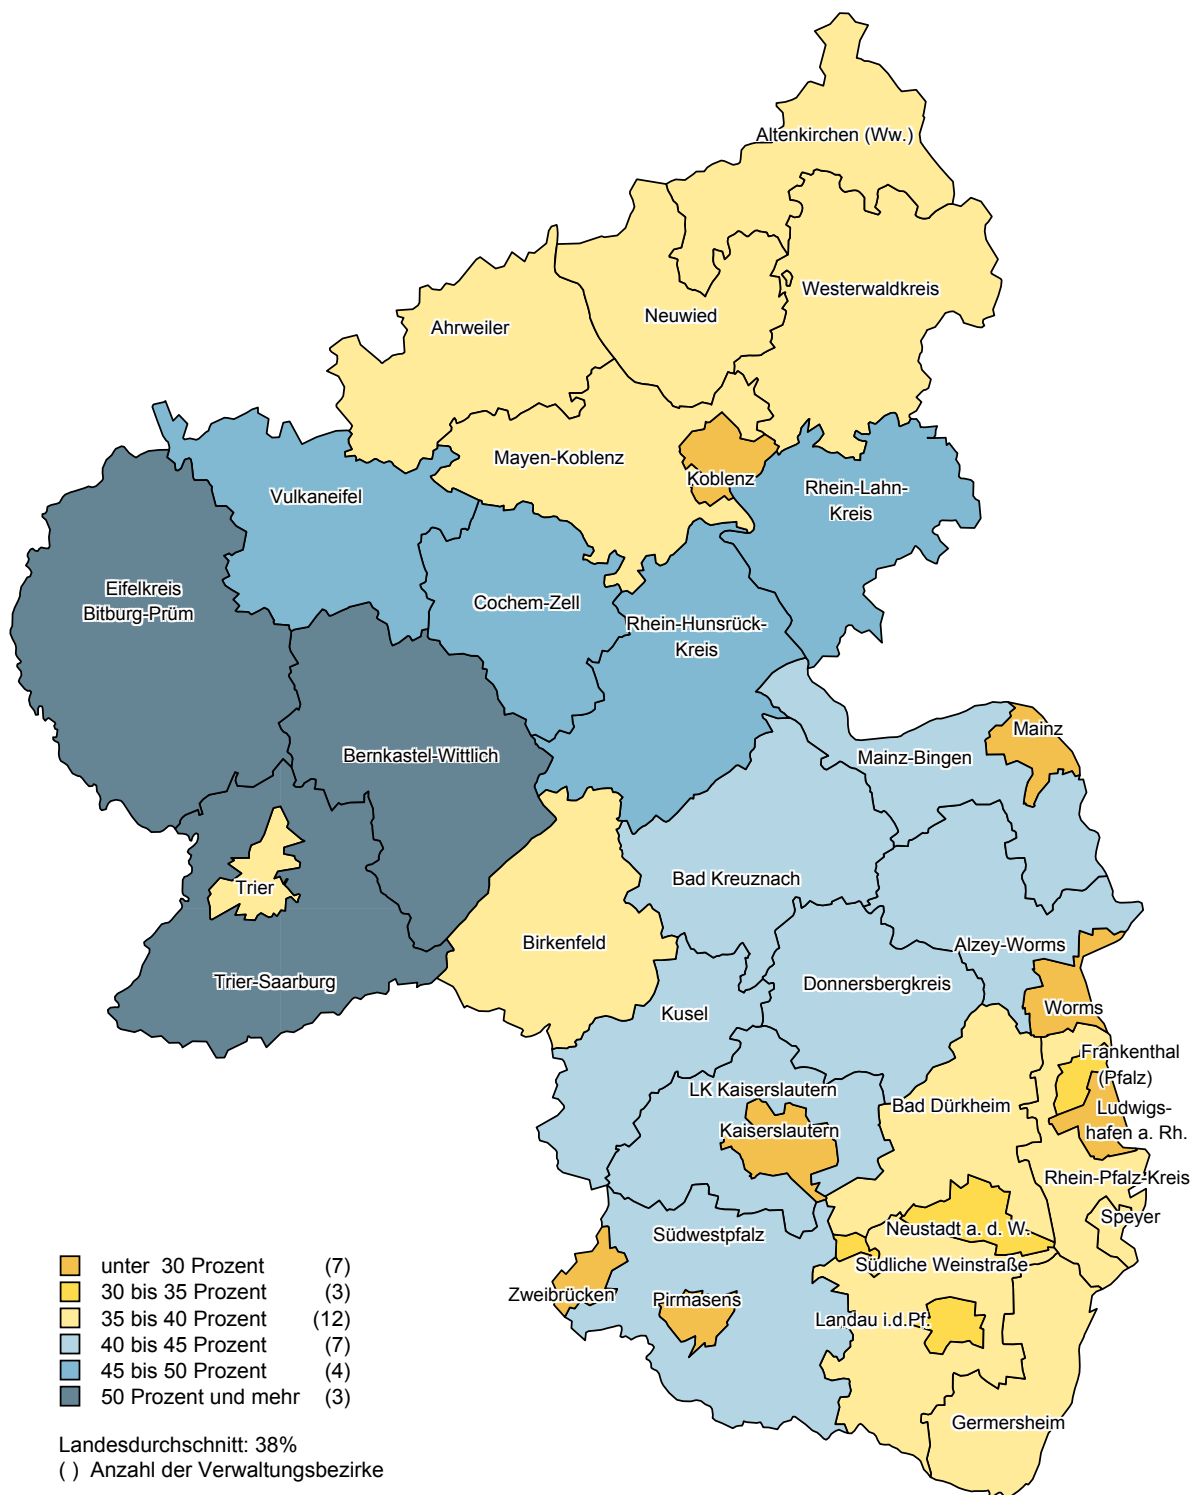 Altenkirchen (Ww.)
Westerwaldkreis
Neuwied
Ahrweiler
Mayen-Koblenz
Koblenz
Rhein-Lahn-
Kreis
Vulkaneifel
Eifelkreis
Bitburg-Prüm
Cochem-Zell
Rhein-Hunsrück-
Kreis
Mainz
Bernkastel-Wittlich
Mainz-Bingen
Bad Kreuznach
Trier
Birkenfeld
Alzey-Worms
Trier-Saarburg
Donnersbergkreis
Kusel
Worms
Frankenthal
(Pfalz)
LK Kaiserslautern
Bad Dürkheim
Ludwigs-
hafen a. Rh.
Kaiserslautern
Rhein-Pfalz-Kreis
Speyer
Neustadt a. d. W.
Südwestpfalz
Südliche Weinstraße
Zweibrücken
Pirmasens
Landau i.d.Pf.
Germersheim
unter 30 Prozent (7)
30 bis 35 Prozent (3)
35 bis 40 Prozent (12)
40 bis 45 Prozent (7)
45 bis 50 Prozent (4)
50 Prozent und mehr (3)
Landesdurchschnitt: 38%
( ) Anzahl der Verwaltungsbezirke